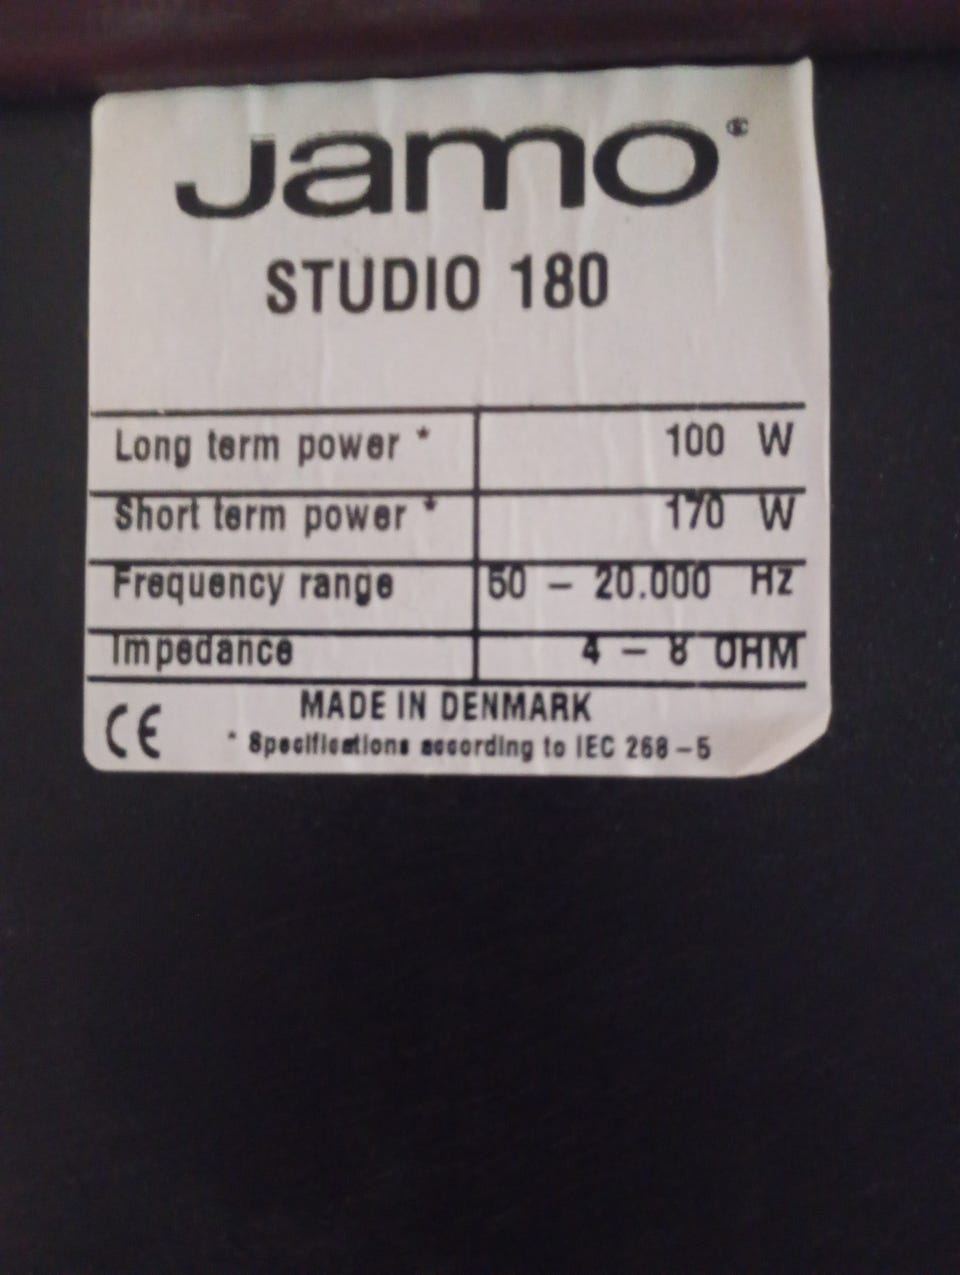 Jamo®
STUDIO 180
Long term power * 100 W
Short term power * 170 W
Frequency range 50 – 20.000 Hz
Impedance 4 – 8 OHM
MADE IN DENMARK
CE * Specifications according to IEC 268 – 5